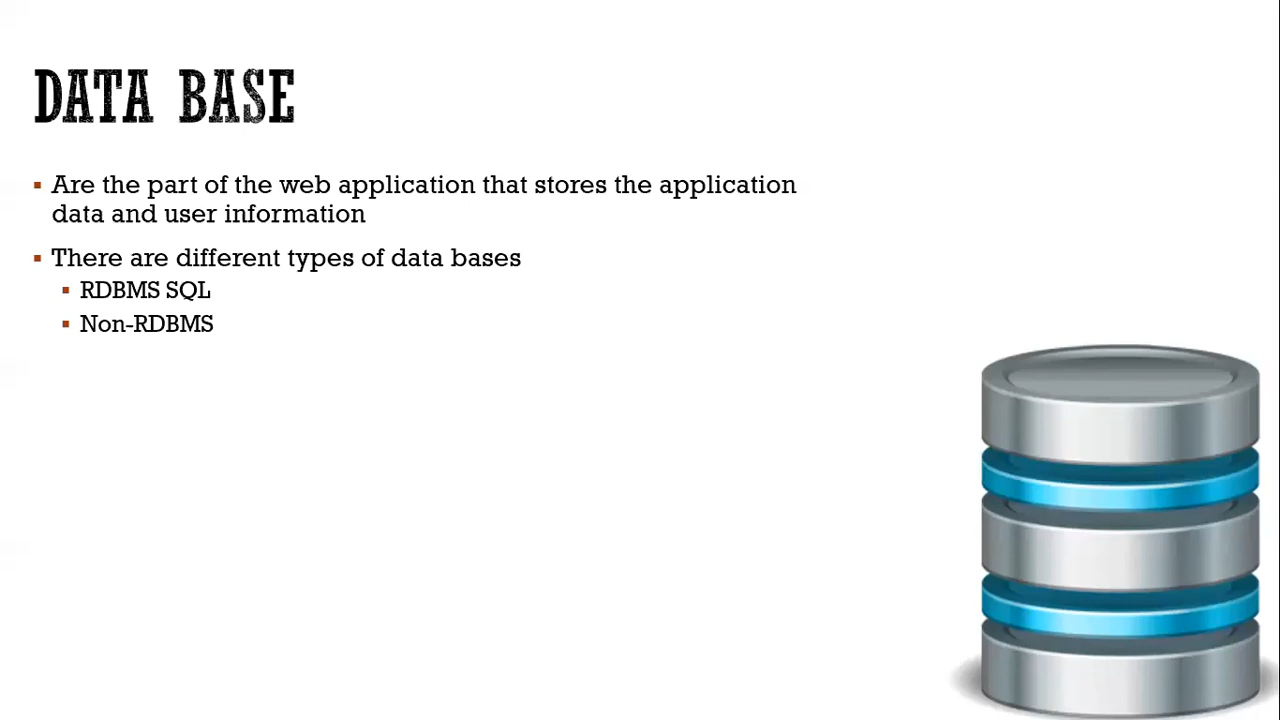 DATA BASE
Are the part of the web application that stores the application
data and user information
There are different types of data bases
RDBMS SQL
Non-RDBMS